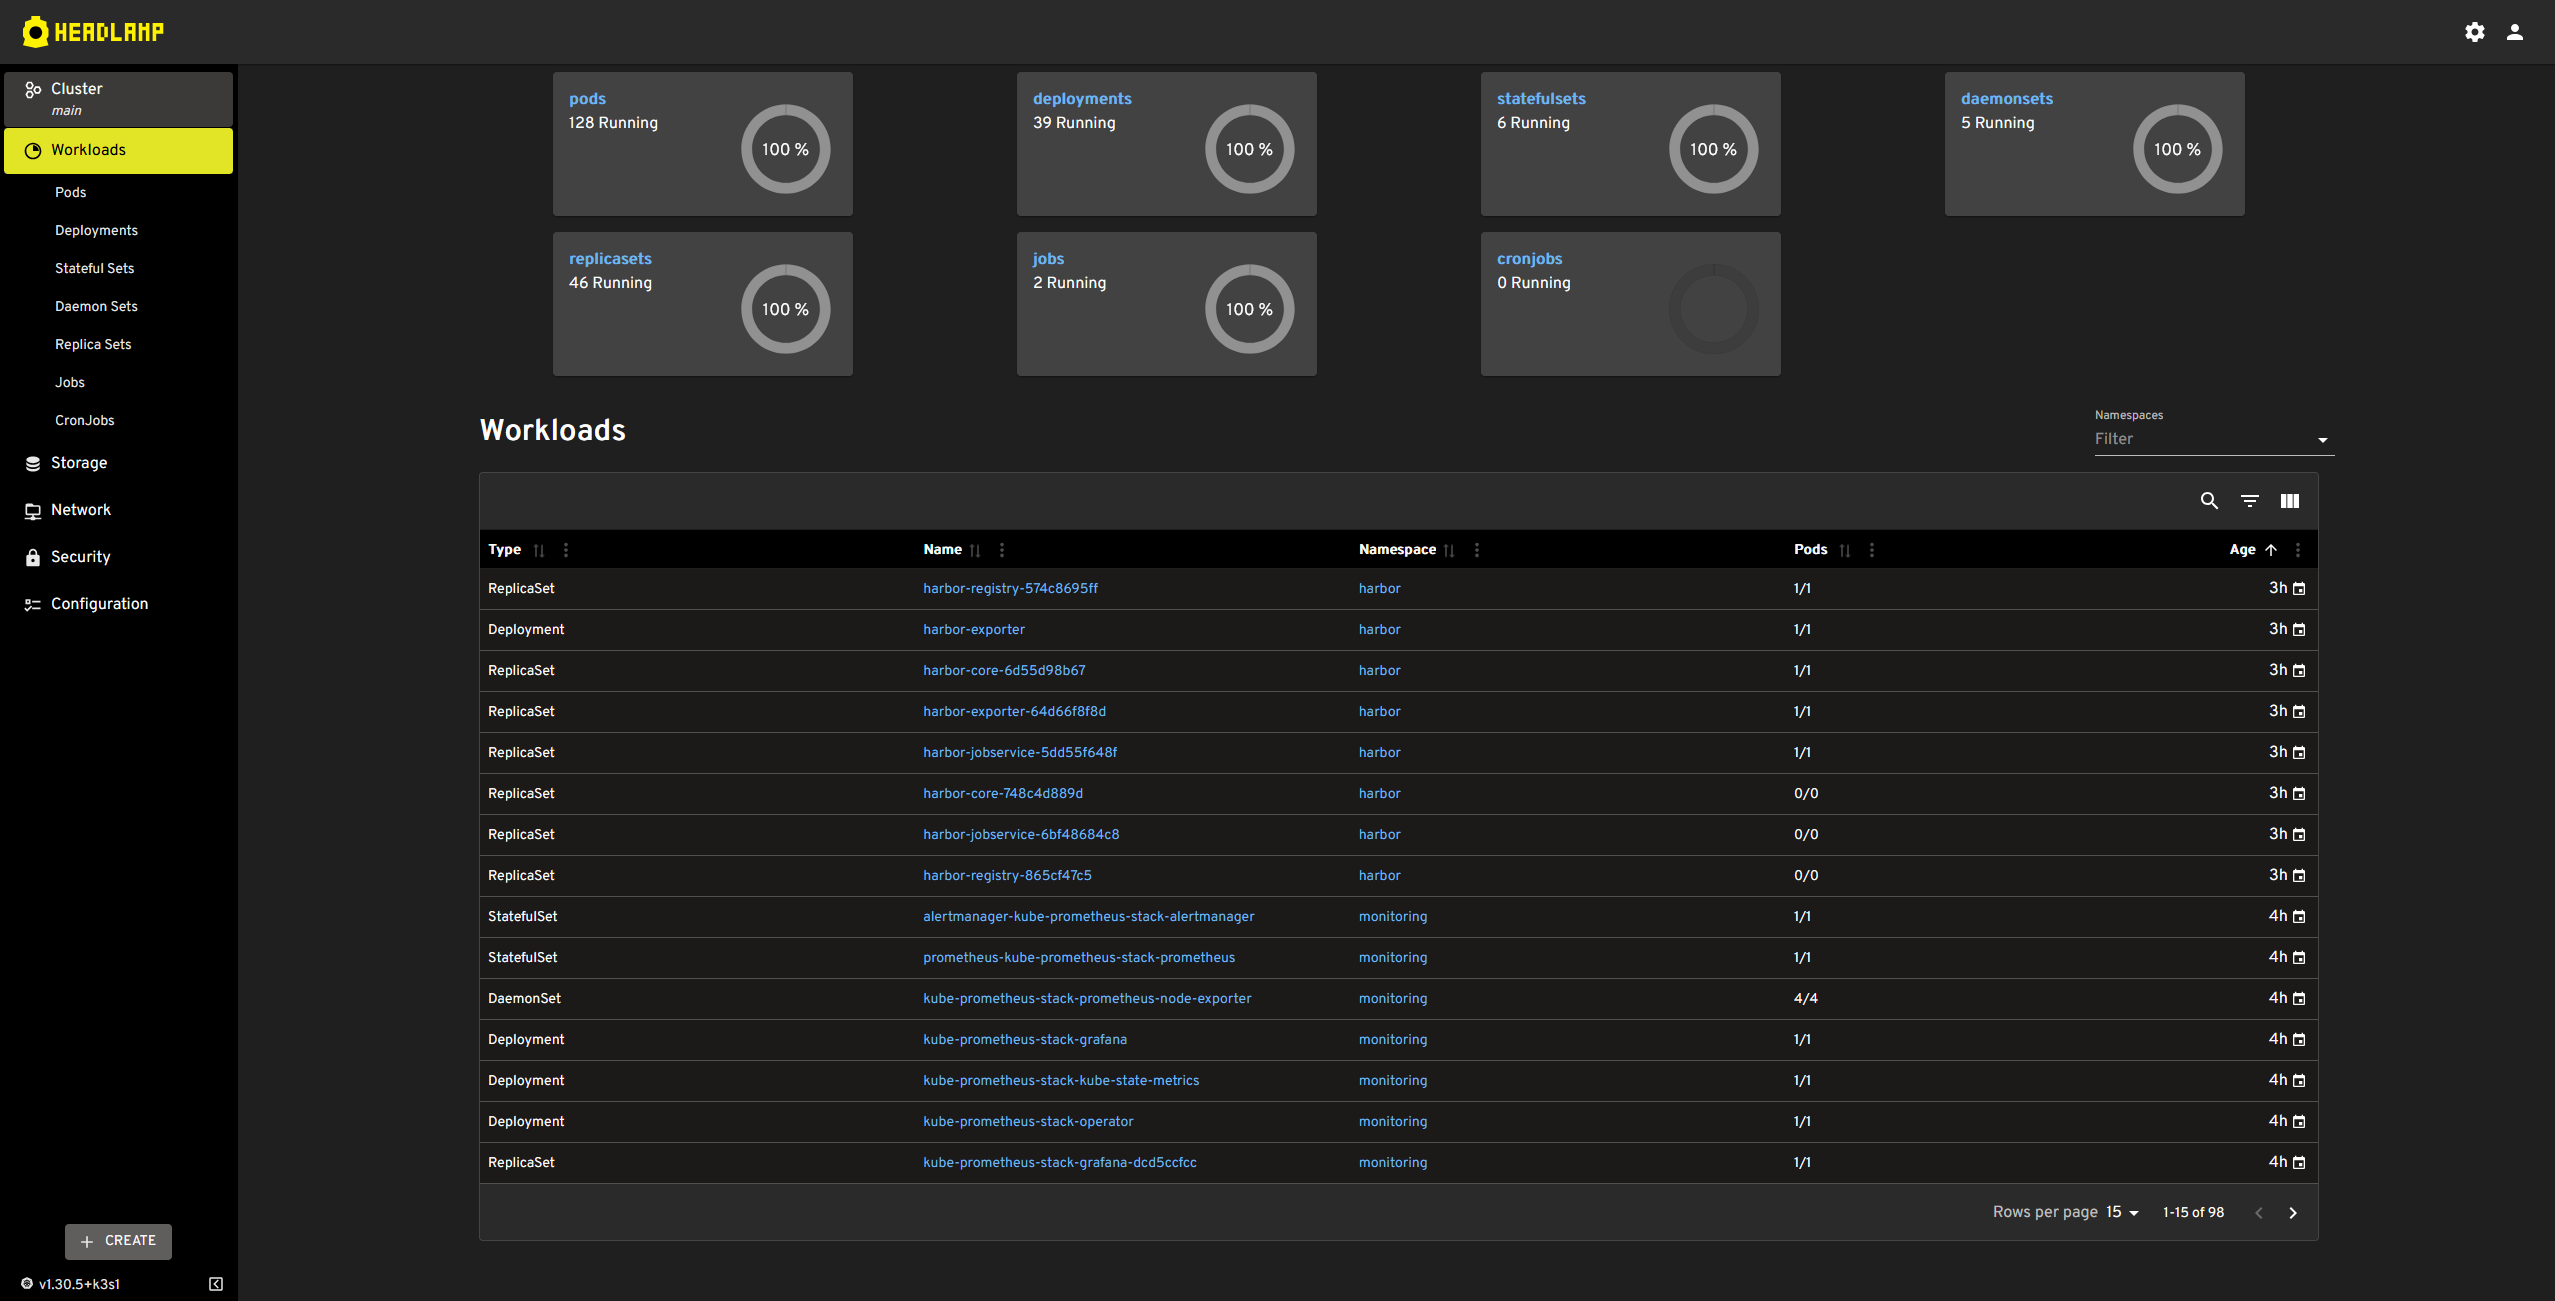 HEADLAMP
Cluster
main
Workloads
Pods
Deployments
Stateful Sets
Daemon Sets
Replica Sets
Jobs
CronJobs
Storage
Network
Security
Configuration
CREATE
v1.30.5+k3s1
pods
128 Running
100 %
deployments
39 Running
100 %
statefulsets
6 Running
100 %
daemonsets
5 Running
100 %
replicasets
46 Running
100 %
jobs
2 Running
100 %
cronjobs
0 Running
Workloads
Namespaces
Filter
Type Name Namespace Pods Age
ReplicaSet harbor-registry-574c8695ff harbor 1/1 3h
Deployment harbor-exporter harbor 1/1 3h
ReplicaSet harbor-core-6d55d98b67 harbor 1/1 3h
ReplicaSet harbor-exporter-64d66f8f8d harbor 1/1 3h
ReplicaSet harbor-jobservice-5dd55f648f harbor 1/1 3h
ReplicaSet harbor-core-748c4d889d harbor 0/0 3h
ReplicaSet harbor-jobservice-6bf48684c8 harbor 0/0 3h
ReplicaSet harbor-registry-865cf47c5 harbor 0/0 3h
StatefulSet alertmanager-kube-prometheus-stack-alertmanager monitoring 1/1 4h
StatefulSet prometheus-kube-prometheus-stack-prometheus monitoring 1/1 4h
DaemonSet kube-prometheus-stack-prometheus-node-exporter monitoring 4/4 4h
Deployment kube-prometheus-stack-grafana monitoring 1/1 4h
Deployment kube-prometheus-stack-kube-state-metrics monitoring 1/1 4h
Deployment kube-prometheus-stack-operator monitoring 1/1 4h
ReplicaSet kube-prometheus-stack-grafana-dcd5ccfcc monitoring 1/1 4h
Rows per page 15 1-15 of 98